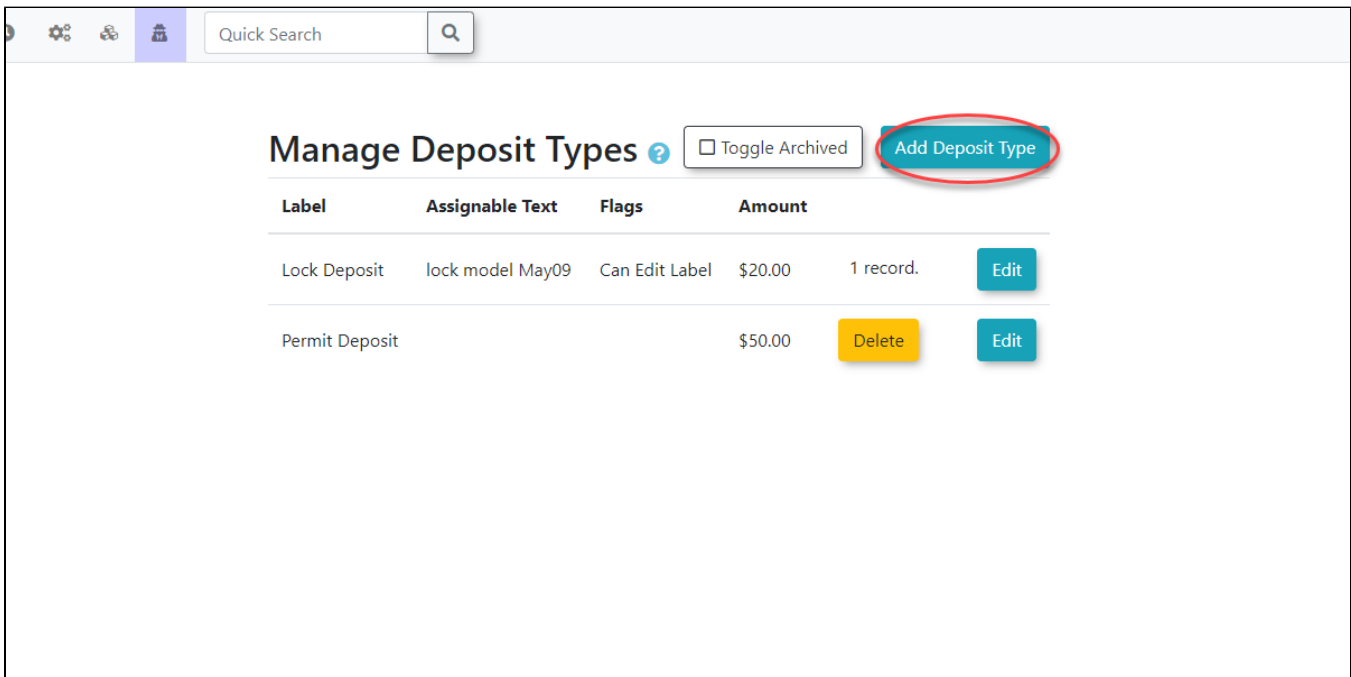 Quick Search
Manage Deposit Types ? Toggle Archived Add Deposit Type
Label Assignable Text Flags Amount
Lock Deposit lock model May09 Can Edit Label $20.00 1 record. Edit
Permit Deposit $50.00 Delete Edit